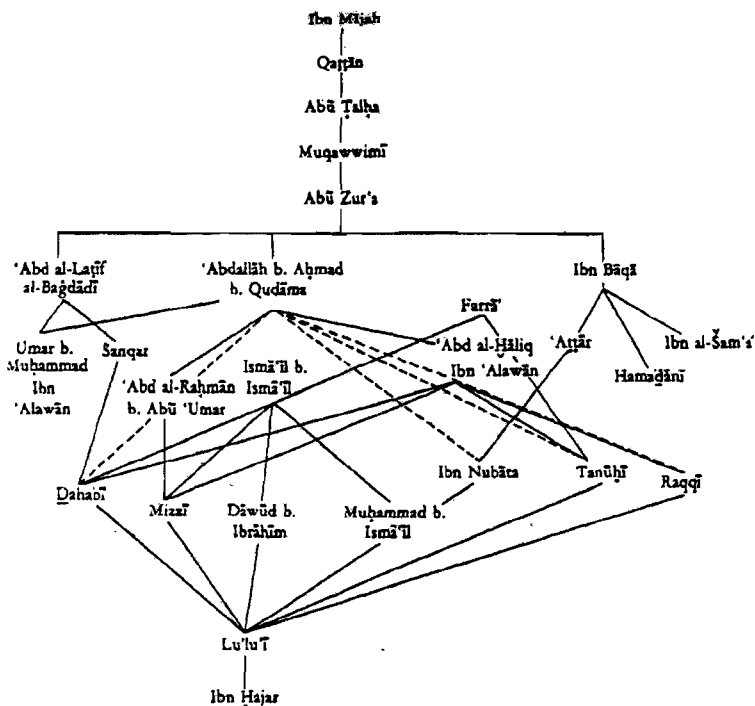 Ibn Mājah
Qaṭṭān
Abū Ṭalḥa
Muqawwimī
Abū Zur'a
'Abd al-Laṭīf
al-Baġdādī
'Abdallāh b. Aḥmad
b. Qudāma
Ibn Bāqā
Farrā'
Umar b.
Muḥammad
Ibn
'Alawān
Sanqar
'Abd al-Raḥmān
b. Abū 'Umar
Ismā'īl b.
Ismā'īl
'Abd al-Ḫāliq
Ibn 'Alawān
'Aṭṭār
Hamaḏānī
Ibn al-Šam's'
Ḏahabī
Mizzī
Dāwūd b.
Ibrāhīm
Muḥammad b.
Ismā'īl
Ibn Nubāta
Tanūḫī
Raqqī
Lu'lu'ī
Ibn Ḥajar